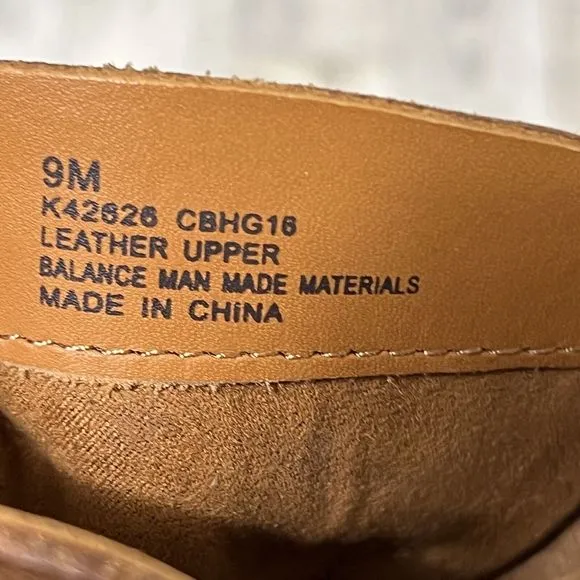 9M
K42626 CBHG16
LEATHER UPPER
BALANCE MAN MADE MATERIALS
MADE IN CHINA